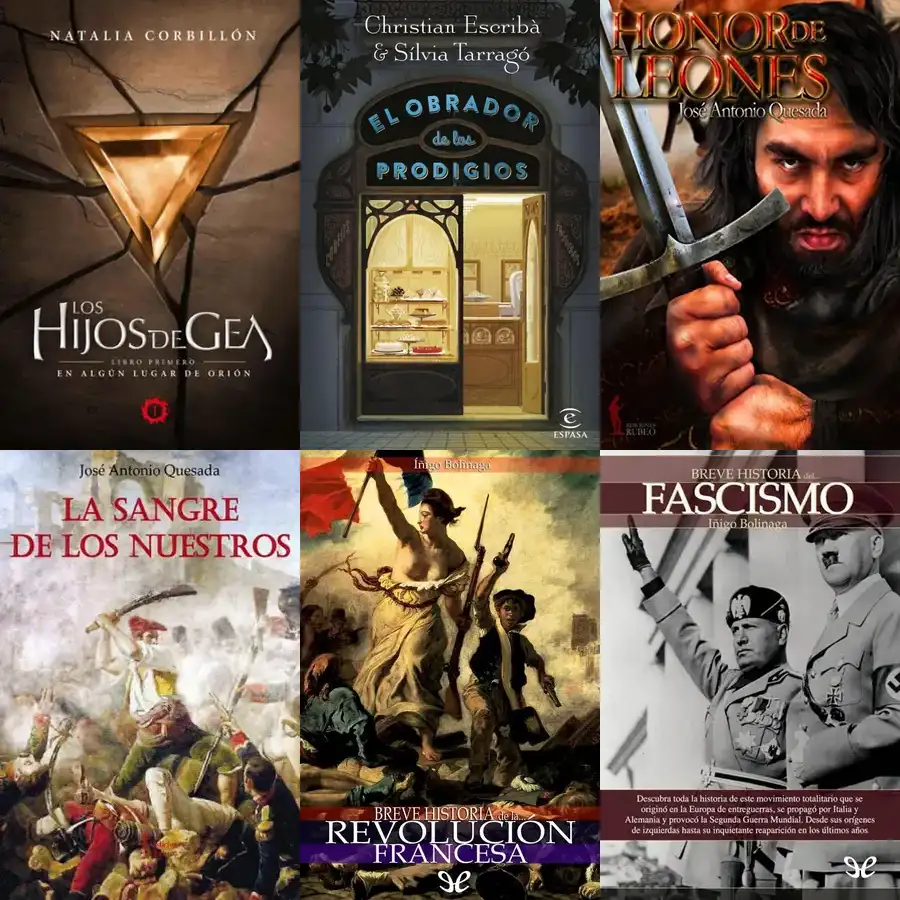 NATALIA CORBILLÓN
LOS
HIJOS DE GEA
LIBRO PRIMERO
EN ALGÚN LUGAR DE ORIÓN
Christian Escribà
& Sílvia Tarragó
EL OBRADOR
de los
PRODIGIOS
ESPASA
HONOR DE
LEONES
José Antonio Quesada
EDICIONES
RUBEO
José Antonio Quesada
LA SANGRE
DE LOS NUESTROS
Íñigo Bolinaga
BREVE HISTORIA de la...
REVOLUCIÓN
FRANCESA
BREVE HISTORIA del...
FASCISMO
Íñigo Bolinaga
Descubra toda la historia de este movimiento totalitario que se
originó en la Europa de entreguerras, se propagó por Italia y
Alemania y provocó la Segunda Guerra Mundial. Desde sus orígenes
de izquierdas hasta su inquietante reaparición en los últimos años